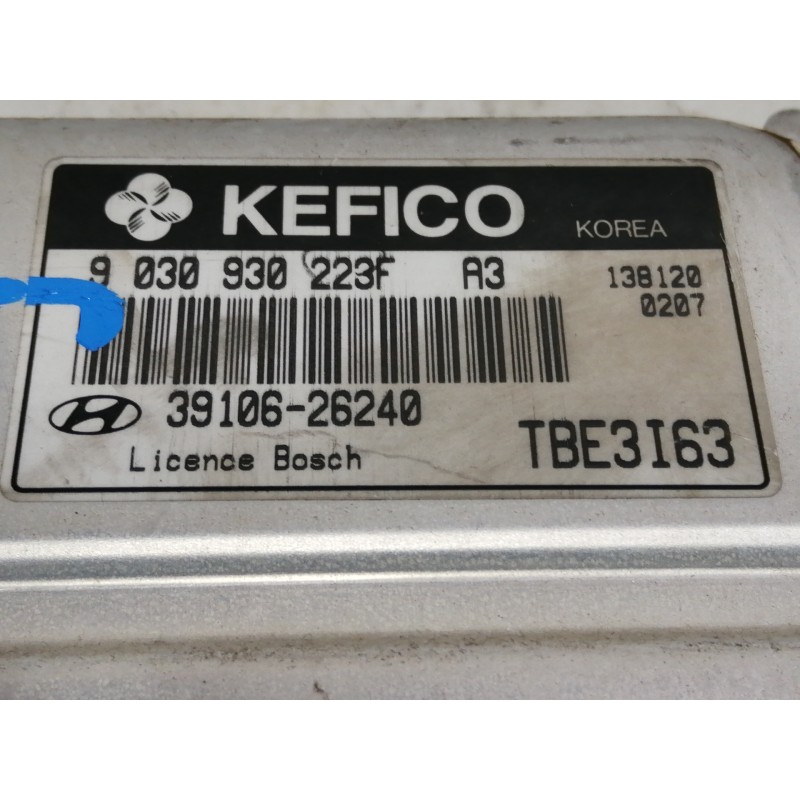 KEFICO KOREA
9 030 930 223F A3 138120
0207
39106-26240
TBE3I63
Licence Bosch